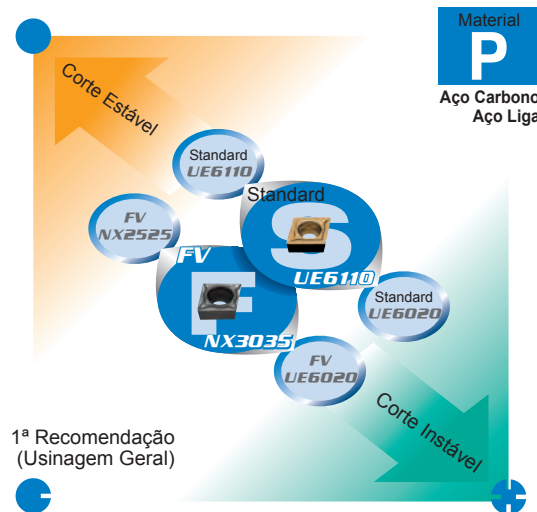 Material
P
Aço Carbono
Aço Liga
Corte Estável
Standard
UE6110
FV
NX2525
Standard
S
UE6110
FV
F
NX3035
Standard
UE6020
FV
UE6020
Corte Instável
1ª Recomendação
(Usinagem Geral)